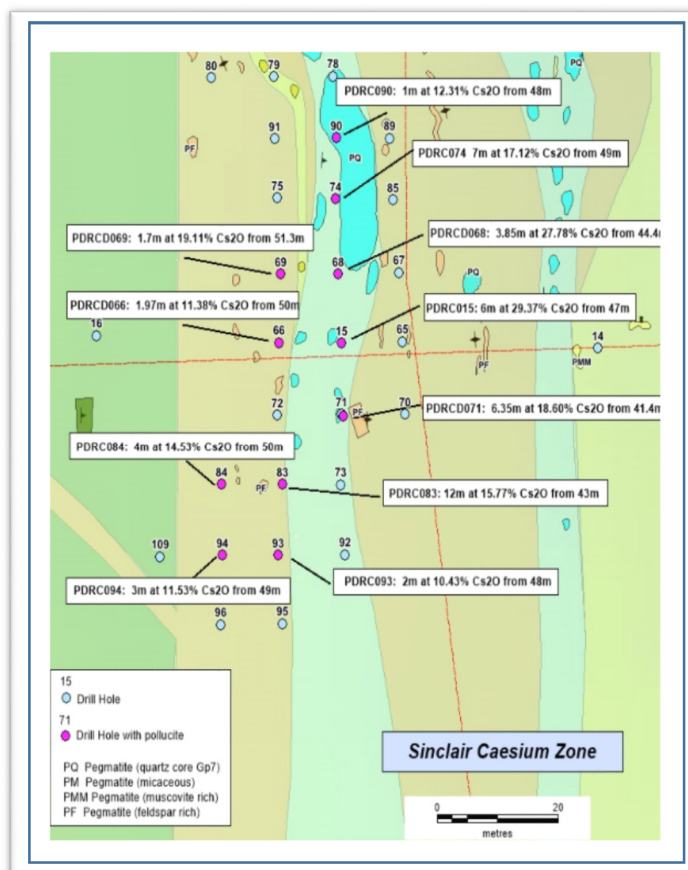 80
79
78
PQ
PDRC090: 1m at 12.31% Cs2O from 48m
91
90
89
PF
PQ
PDRC074 7m at 17.12% Cs2O from 49m
75
74
85
PDRCD069: 1.7m at 19.11% Cs2O from 51.3m
PDRCD068: 3.85m at 27.78% Cs2O from 44.4
69
68
67
PQ
PDRCD066: 1.97m at 11.38% Cs2O from 50m
PDRC015: 6m at 29.37% Cs2O from 47m
16
66
15
65
14
PF
PMM
72
71
PF
70
PDRCD071: 6.35m at 18.60% Cs2O from 41.4m
PDRC084: 4m at 14.53% Cs2O from 50m
84
PF
83
73
PDRC083: 12m at 15.77% Cs2O from 43m
109
94
93
92
PDRC094: 3m at 11.53% Cs2O from 49m
PDRC093: 2m at 10.43% Cs2O from 48m
96
95
15
Drill Hole
71
Drill Hole with pollucite
PQ Pegmatite (quartz core Gp7)
PM Pegmatite (micaceous)
PMM Pegmatite (muscovite rich)
PF Pegmatite (feldspar rich)
Sinclair Caesium Zone
0 20
metres